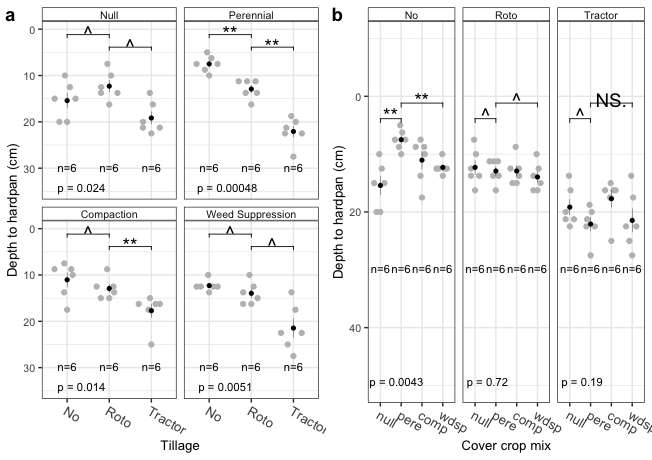 a
Null
Perennial
^
^
**
**
0
10
20
30
n=6 n=6 n=6
n=6 n=6 n=6
p = 0.024
p = 0.00048
Compaction
Weed Suppression
^
**
^
^
0
10
20
30
n=6 n=6 n=6
n=6 n=6 n=6
p = 0.014
p = 0.0051
No Roto Tractor
No Roto Tractor
Depth to hardpan (cm)
Tillage
b
No
Roto
Tractor
**
**
^
^
^
NS.
0
20
40
n=6 n=6 n=6 n=6
n=6 n=6 n=6 n=6
n=6 n=6 n=6 n=6
p = 0.0043
p = 0.72
p = 0.19
null pere comp wdsp
null pere comp wdsp
null pere comp wdsp
Depth to hardpan (cm)
Cover crop mix